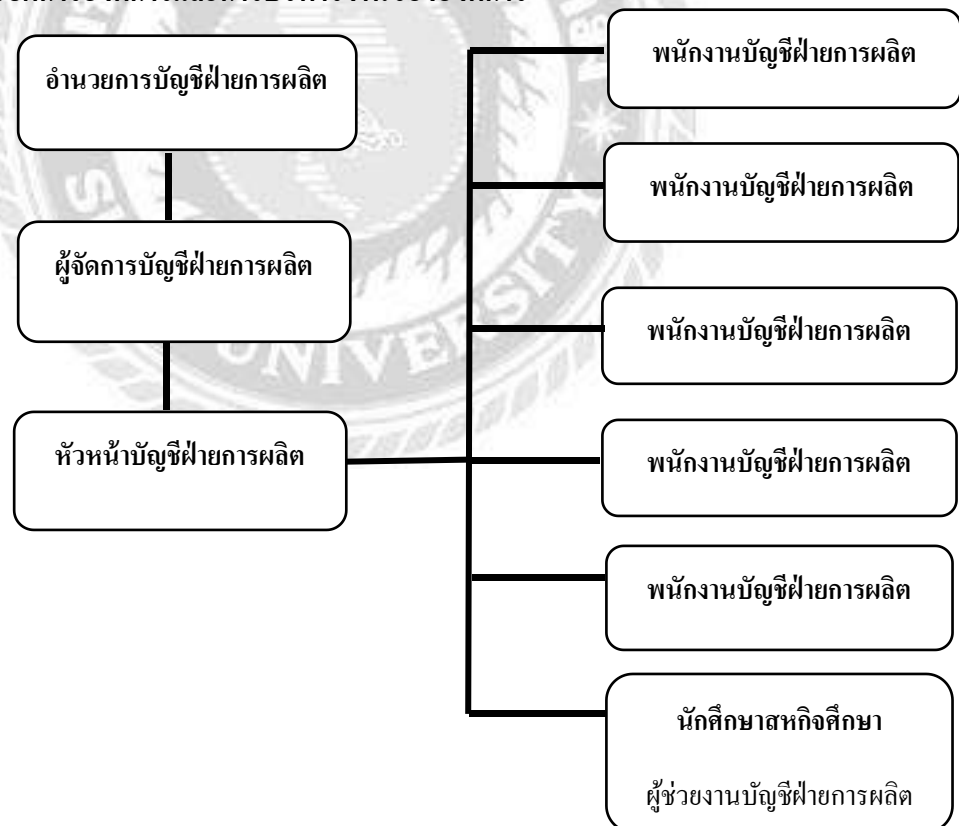 อำนวยการบัญชีฝ่ายการผลิต
ผู้จัดการบัญชีฝ่ายการผลิต
หัวหน้าบัญชีฝ่ายการผลิต
พนักงานบัญชีฝ่ายการผลิต
พนักงานบัญชีฝ่ายการผลิต
พนักงานบัญชีฝ่ายการผลิต
พนักงานบัญชีฝ่ายการผลิต
พนักงานบัญชีฝ่ายการผลิต
นักศึกษาสหกิจศึกษา
ผู้ช่วยงานบัญชีฝ่ายการผลิต
UNIVERSITY